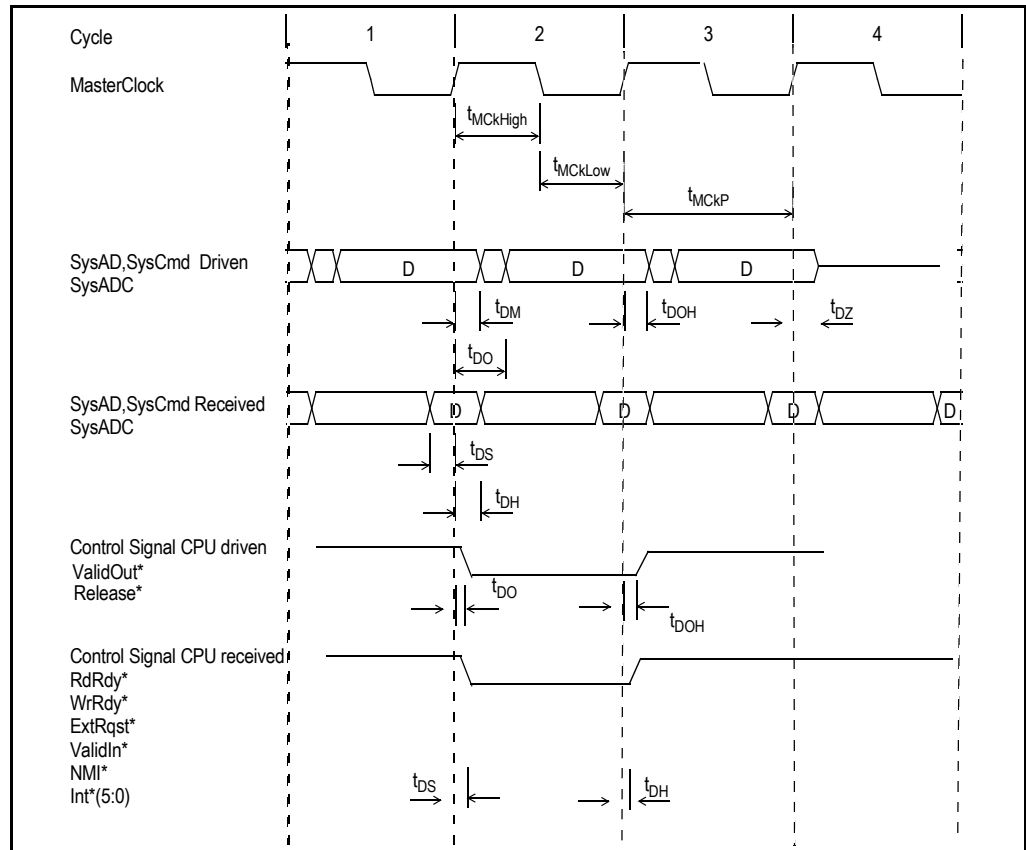 Cycle 1 2 3 4
MasterClock
tMCkHigh
tMCkLow
tMCkP
SysAD,SysCmd Driven
SysADC
D D D
tDM tDOH tDZ
tDO
SysAD,SysCmd Received
SysADC
D D D D
tDS
tDH
Control Signal CPU driven
ValidOut*
Release*
tDO
tDOH
Control Signal CPU received
RdRdy*
WrRdy*
ExtRqst*
ValidIn*
NMI*
Int*(5:0)
tDS tDH